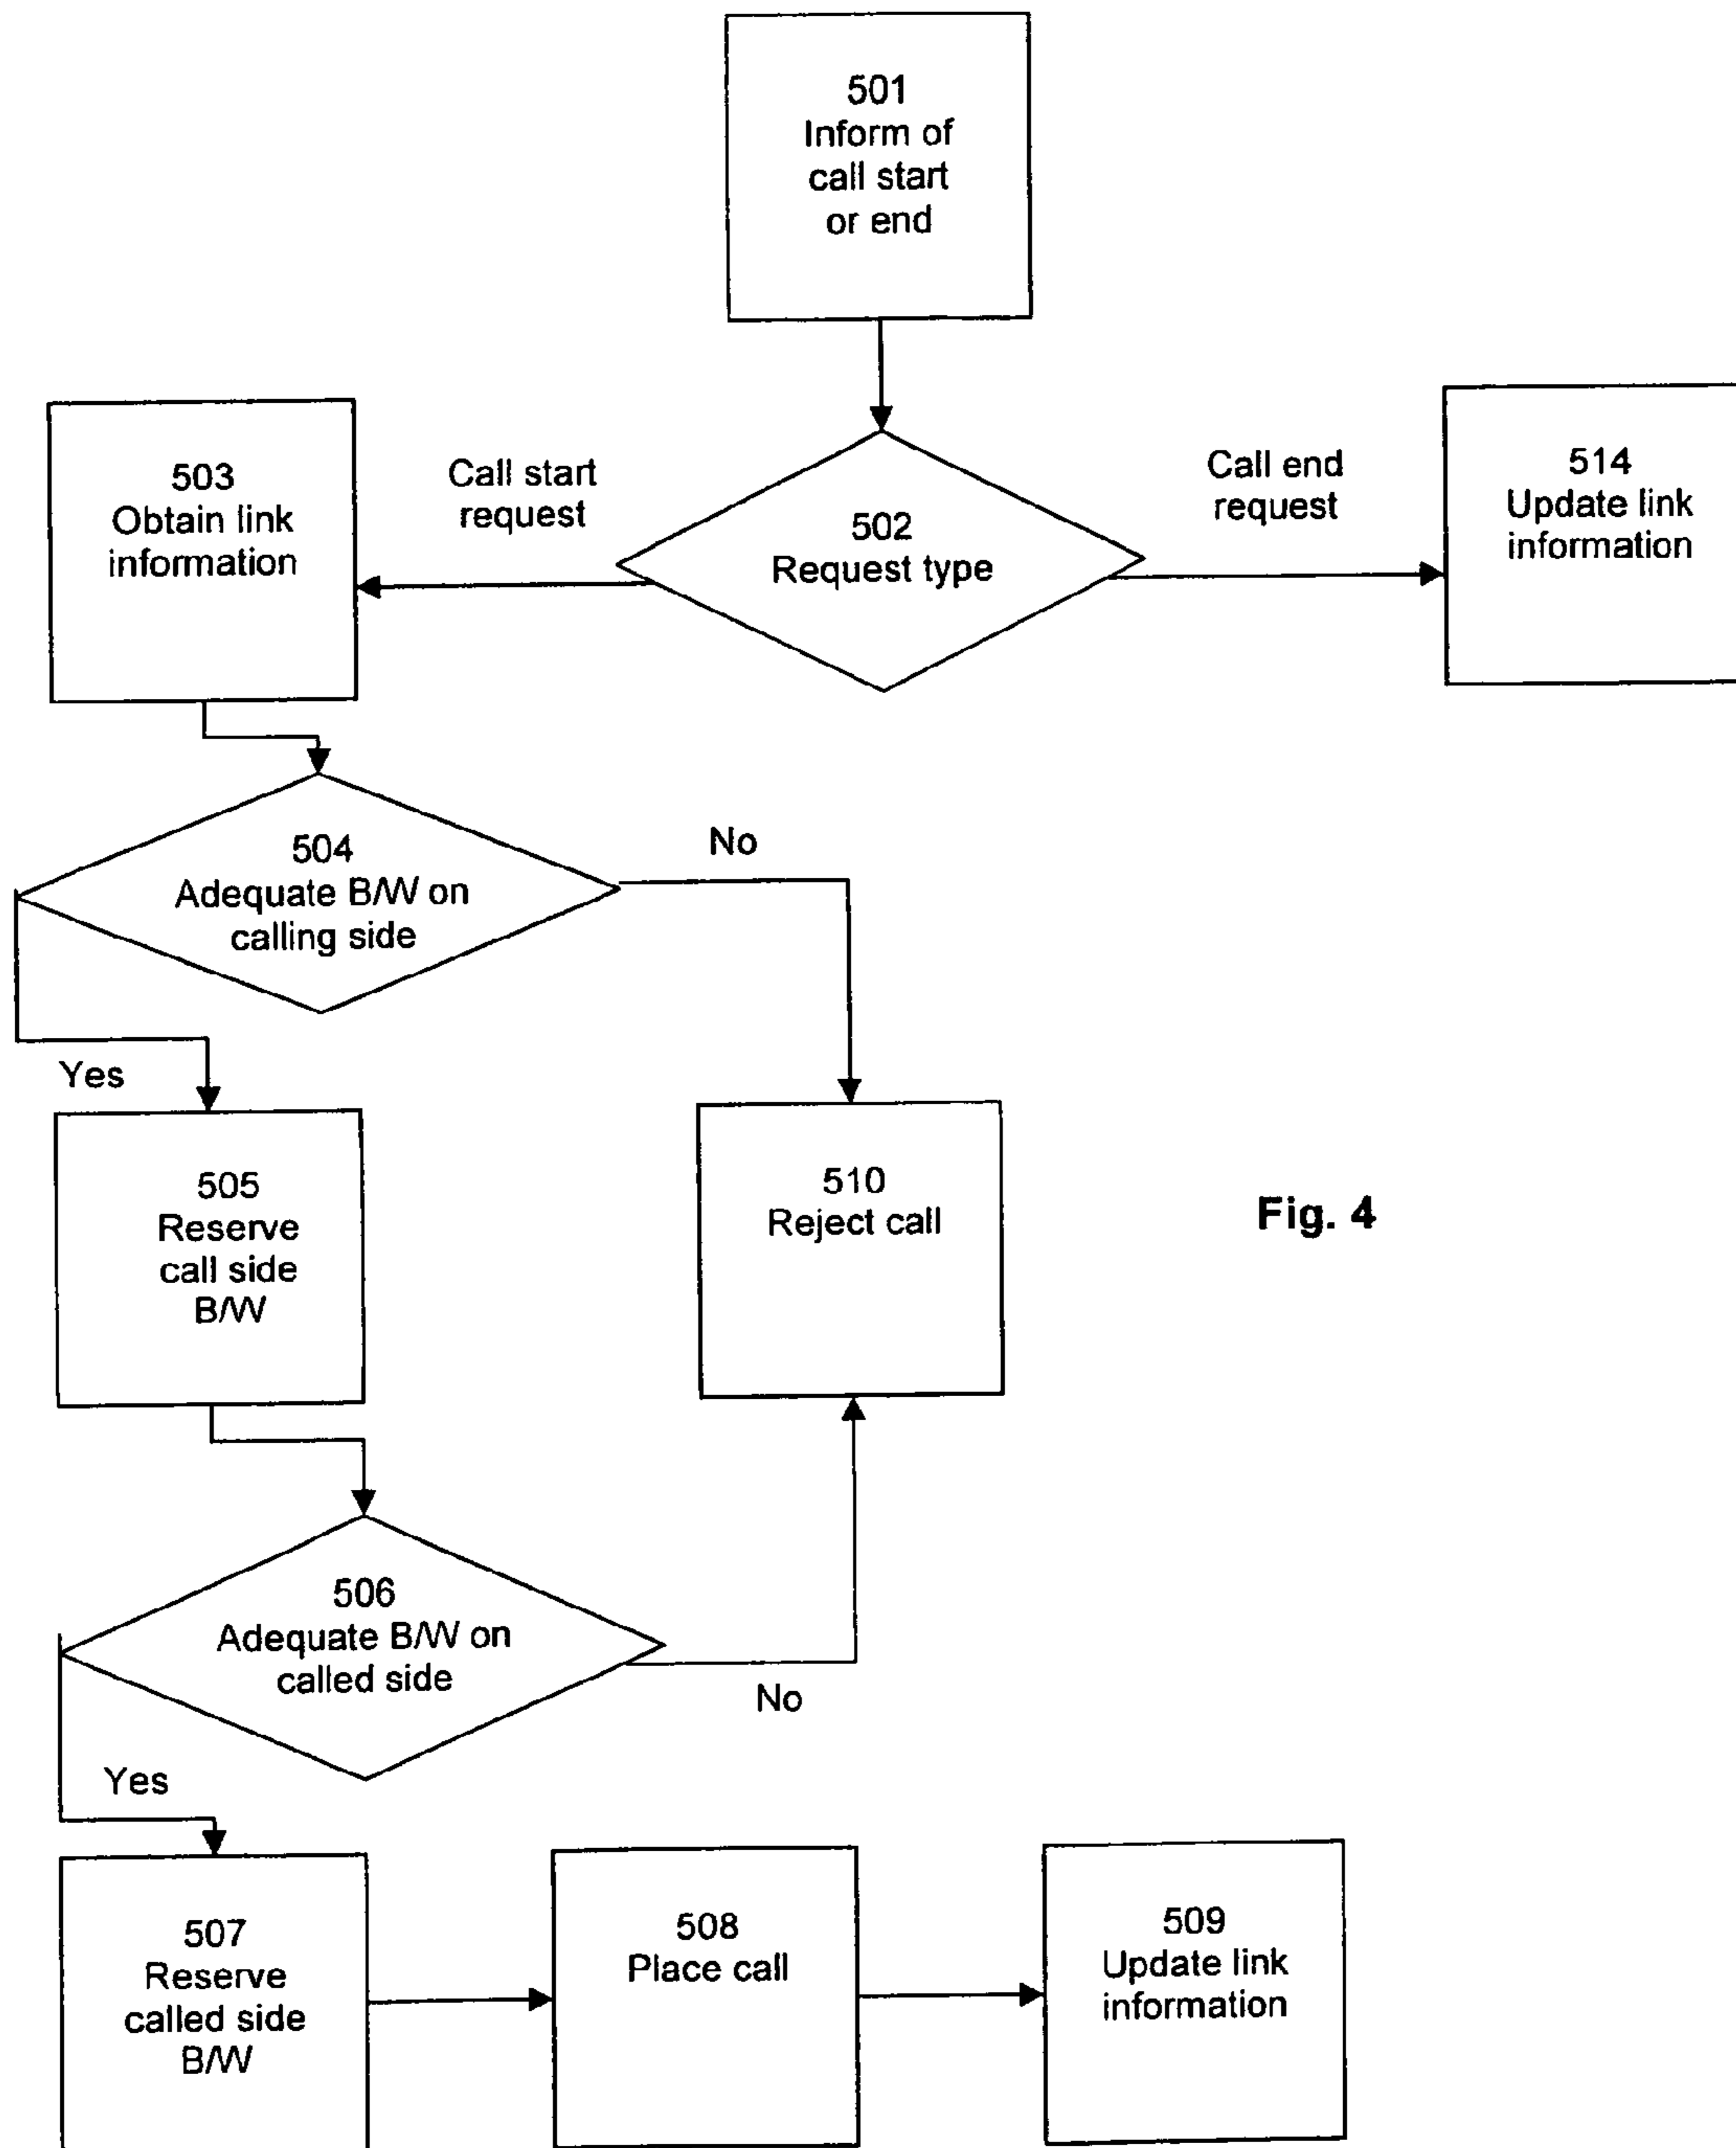 501
Inform of
call start
or end
503
Obtain link
information
Call start
request
502
Request type
Call end
request
514
Update link
information
504
Adequate B/W on
calling side
No
Yes
505
Reserve
call side
B/W
510
Reject call
Fig. 4
506
Adequate B/W on
called side
No
Yes
507
Reserve
called side
B/W
508
Place call
509
Update link
information